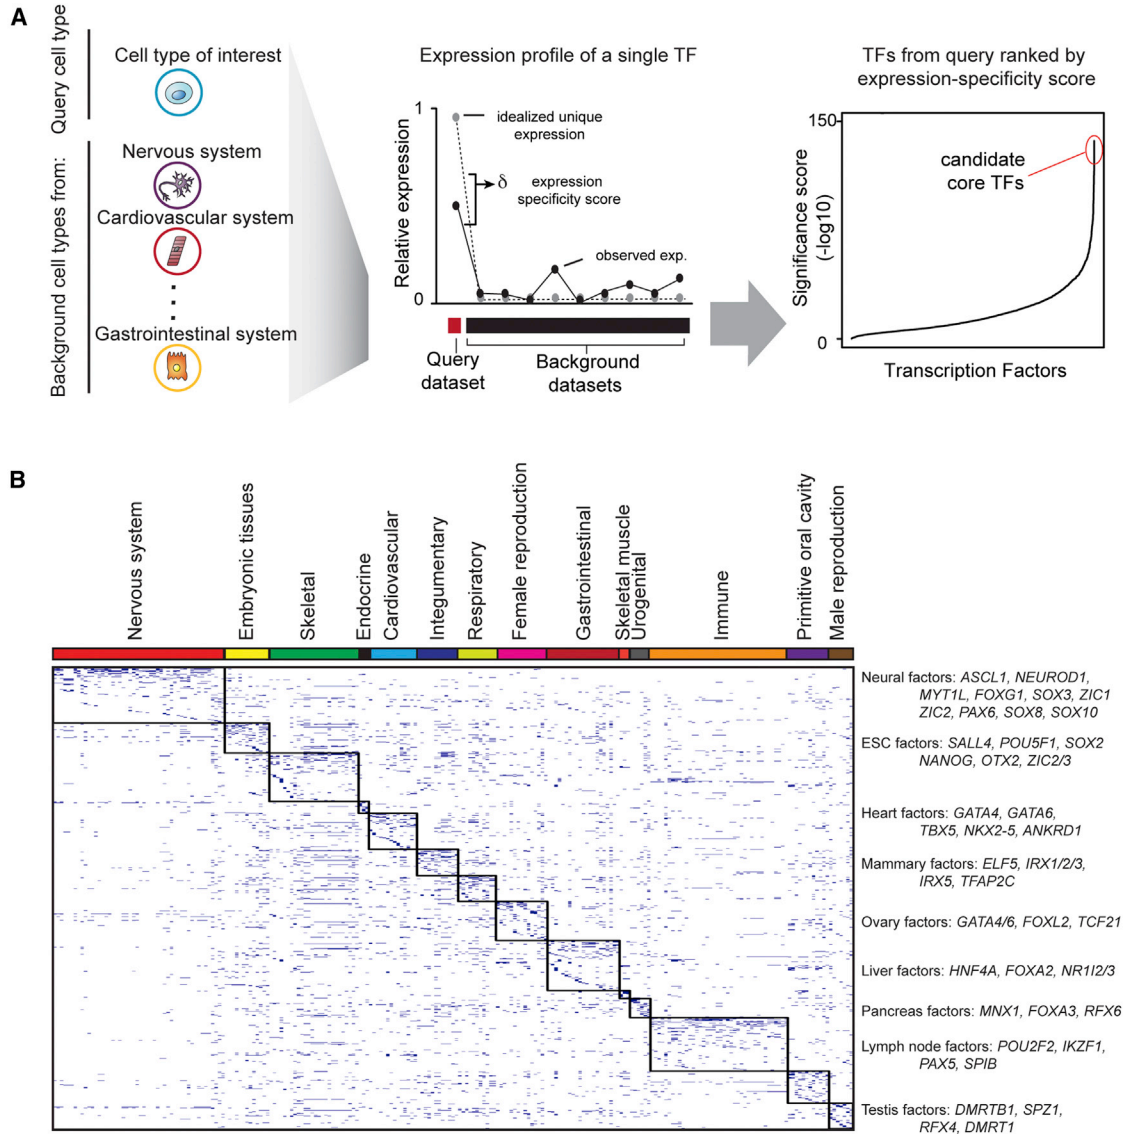 A
Query cell type
Cell type of interest
Background cell types from:
Nervous system
Cardiovascular system
Gastrointestinal system
Expression profile of a single TF
Relative expression
1
0
idealized unique
expression
δ
expression
specificity score
observed exp.
Query
dataset
Background
datasets
TFs from query ranked by
expression-specificity score
Significance score
(-log10)
150
0
candidate
core TFs
Transcription Factors
B
Nervous system
Embryonic tissues
Skeletal
Endocrine
Cardiovascular
Integumentary
Respiratory
Female reproduction
Gastrointestinal
Skeletal muscle
Urogenital
Immune
Primitive oral cavity
Male reproduction
Neural factors: ASCL1, NEUROD1,
MYT1L, FOXG1, SOX3, ZIC1
ZIC2, PAX6, SOX8, SOX10
ESC factors: SALL4, POU5F1, SOX2
NANOG, OTX2, ZIC2/3
Heart factors: GATA4, GATA6,
TBX5, NKX2-5, ANKRD1
Mammary factors: ELF5, IRX1/2/3,
IRX5, TFAP2C
Ovary factors: GATA4/6, FOXL2, TCF21
Liver factors: HNF4A, FOXA2, NR1I2/3
Pancreas factors: MNX1, FOXA3, RFX6
Lymph node factors: POU2F2, IKZF1,
PAX5, SPIB
Testis factors: DMRTB1, SPZ1,
RFX4, DMRT1